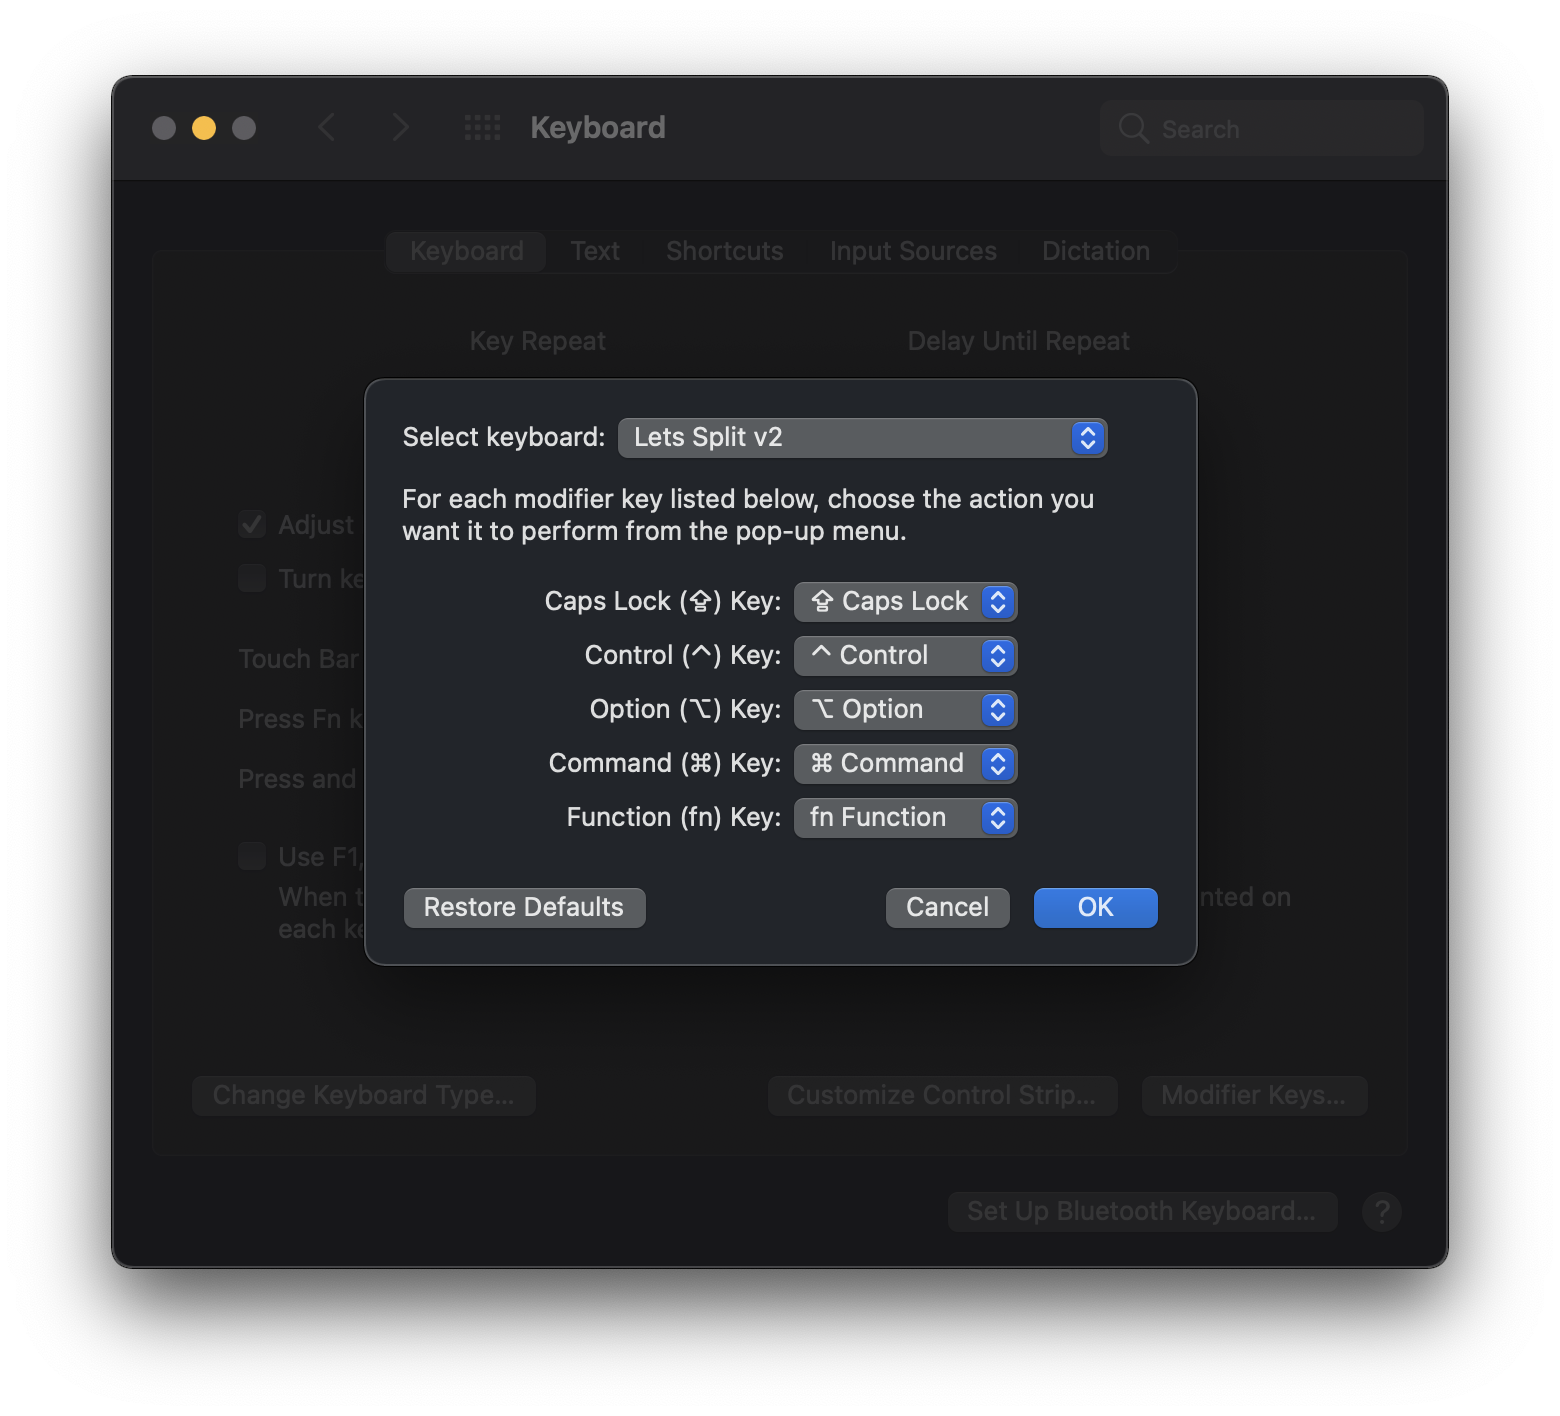 Keyboard
Search
Keyboard Text Shortcuts Input Sources Dictation
Key Repeat Delay Until Repeat
Select keyboard: Lets Split v2
For each modifier key listed below, choose the action you
want it to perform from the pop-up menu.
Caps Lock (⇪) Key: ⇪ Caps Lock
Control (^) Key: ^ Control
Option (⌥) Key: ⌥ Option
Command (⌘) Key: ⌘ Command
Function (fn) Key: fn Function
Restore Defaults Cancel OK
Adjust
Turn ke
Touch Bar
Press Fn k
Press and
Use F1,
When t nted on
each ke
Change Keyboard Type... Customize Control Strip... Modifier Keys...
Set Up Bluetooth Keyboard... ?